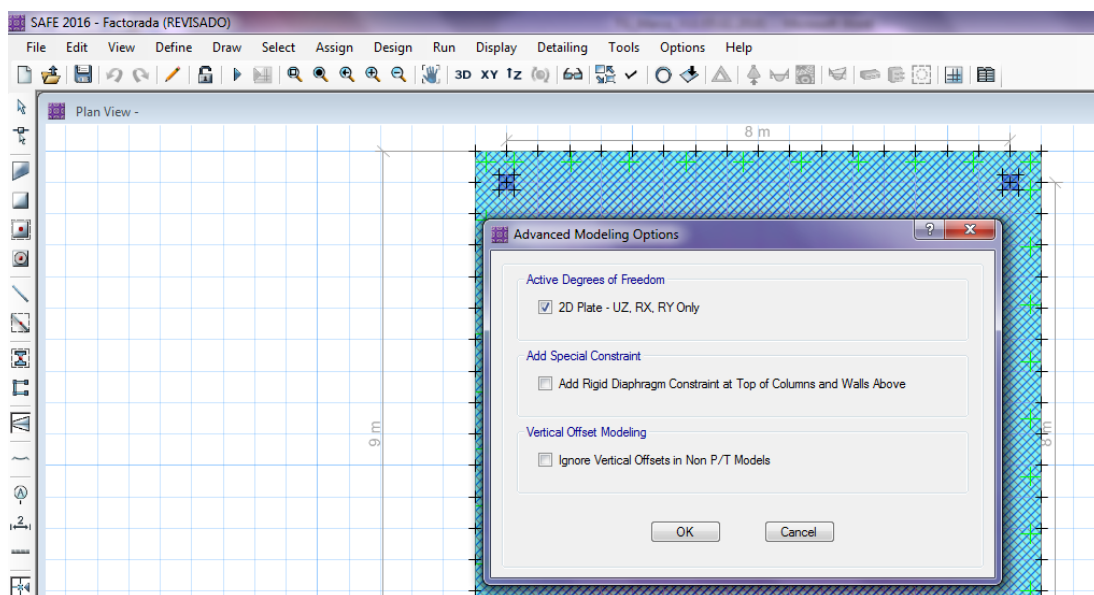 SAFE 2016 - Factorada (REVISADO)
File Edit View Define Draw Select Assign Design Run Display Detailing Tools Options Help
3D XY Z
Plan View -
8 m
Advanced Modeling Options
Active Degrees of Freedom
2D Plate - UZ, RX, RY Only
Add Special Constraint
Add Rigid Diaphragm Constraint at Top of Columns and Walls Above
9 m
8 m
Vertical Offset Modeling
Ignore Vertical Offsets in Non P/T Models
2
OK Cancel